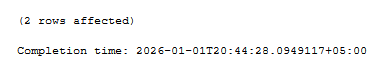 (2 rows affected)
Completion time: 2026-01-01T20:44:28.0949117+05:00